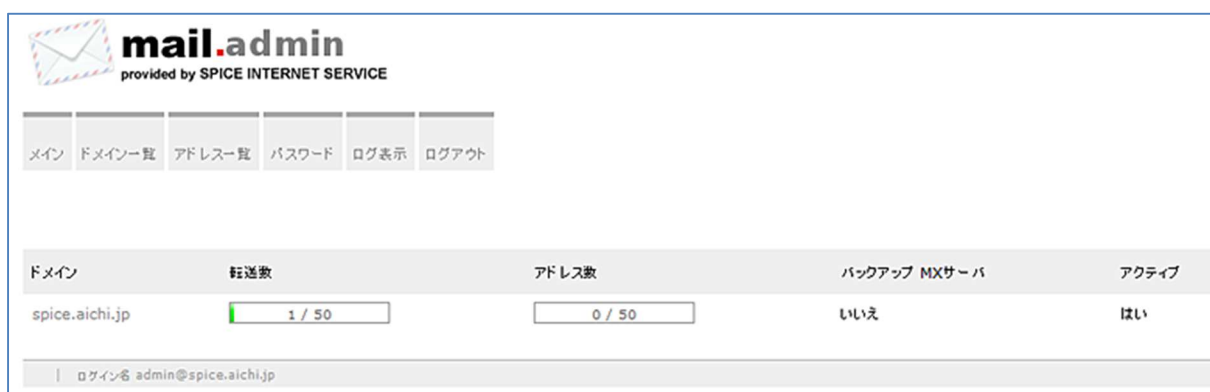 mail.admin
provided by SPICE INTERNET SERVICE
メイン ドメイン一覧 アドレス一覧 パスワード ログ表示 ログアウト
ドメイン 転送数 アドレス数 バックアップ MXサーバ アクティブ
spice.aichi.jp 1 / 50 0 / 50 いいえ はい
| ログイン名 admin@spice.aichi.jp